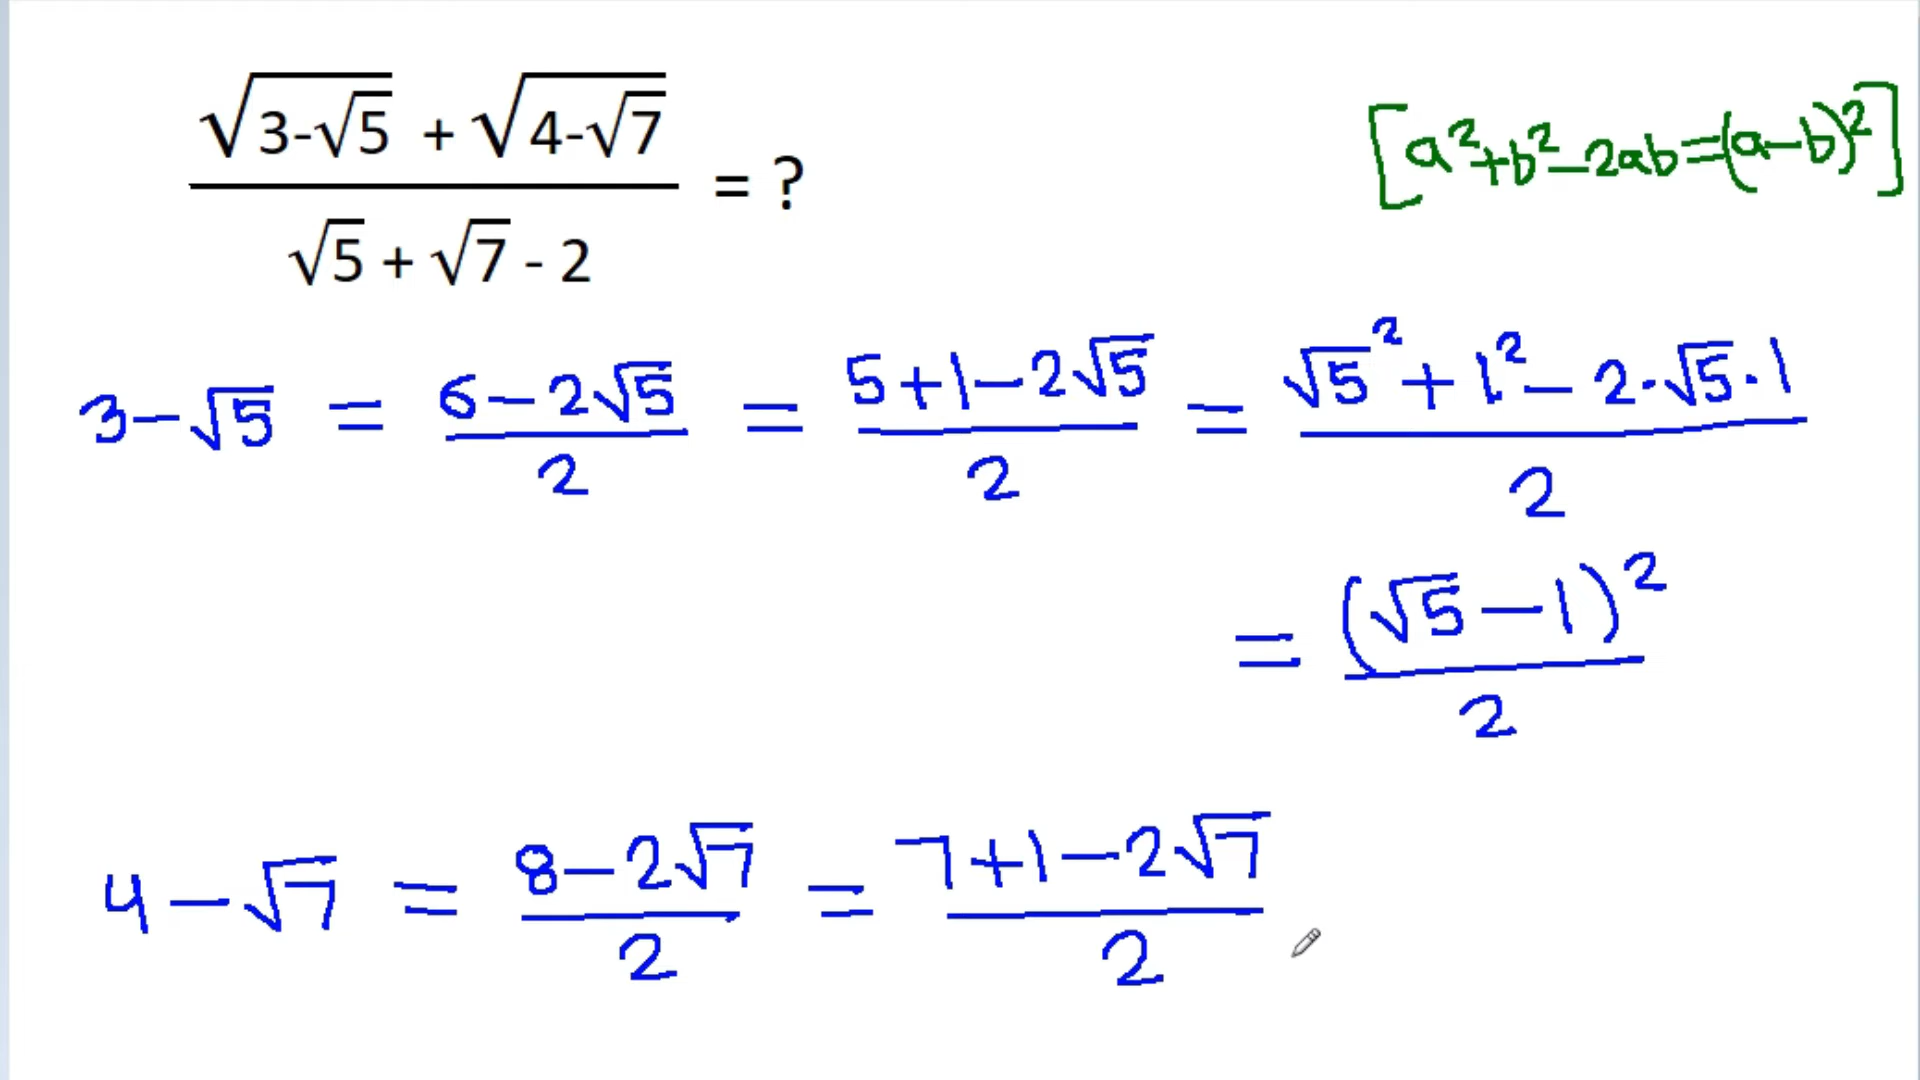 √(3-√5) + √(4-√7)
= ?
√5 + √7 - 2
[a²+b²-2ab=(a-b)²]
3-√5 = (6-2√5)/2 = (5+1-2√5)/2 = (√5²+1²-2·√5·1)/2
= (√5-1)²/2
4-√7 = (8-2√7)/2 = (7+1-2√7)/2